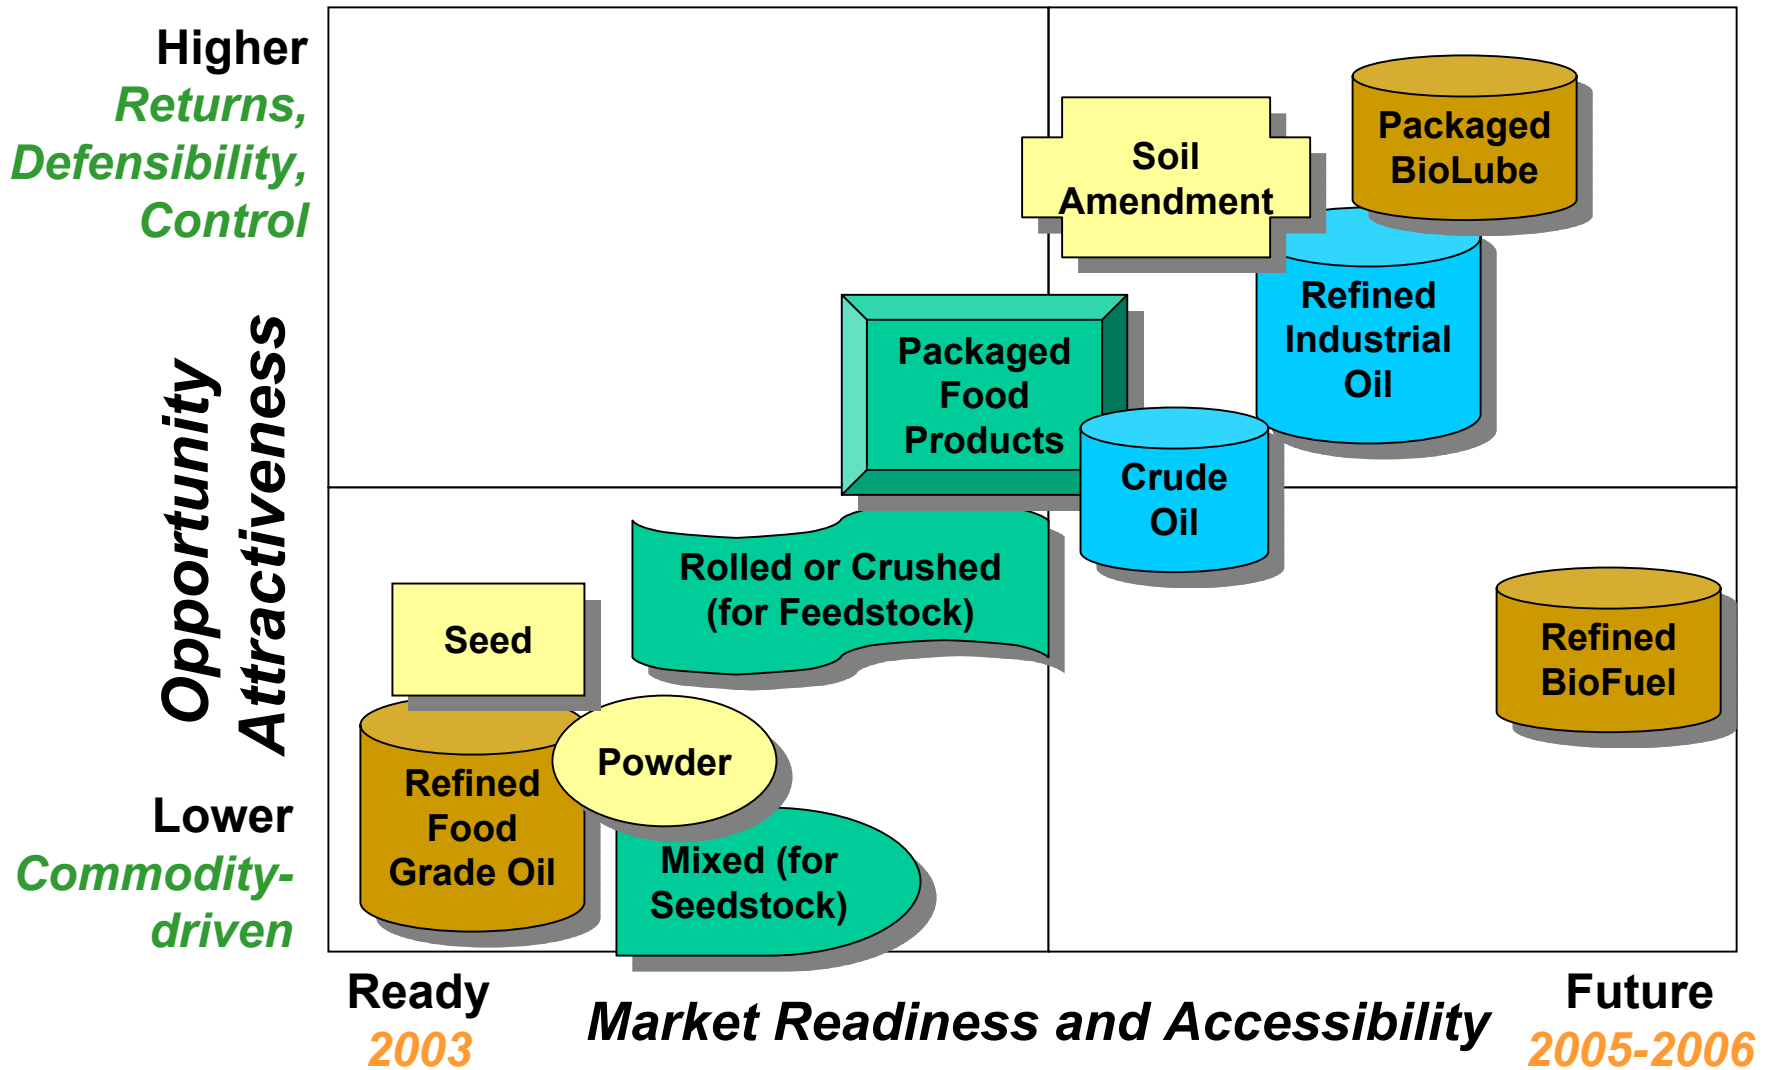 Higher
Returns,
Defensibility,
Control
Opportunity
Attractiveness
Lower
Commodity-
driven
Packaged
BioLube
Soil
Amendment
Refined
Industrial
Oil
Packaged
Food
Products
Crude
Oil
Rolled or Crushed
(for Feedstock)
Seed
Refined
BioFuel
Powder
Refined
Food
Grade Oil
Mixed (for
Seedstock)
Ready
2003
Market Readiness and Accessibility
Future
2005-2006